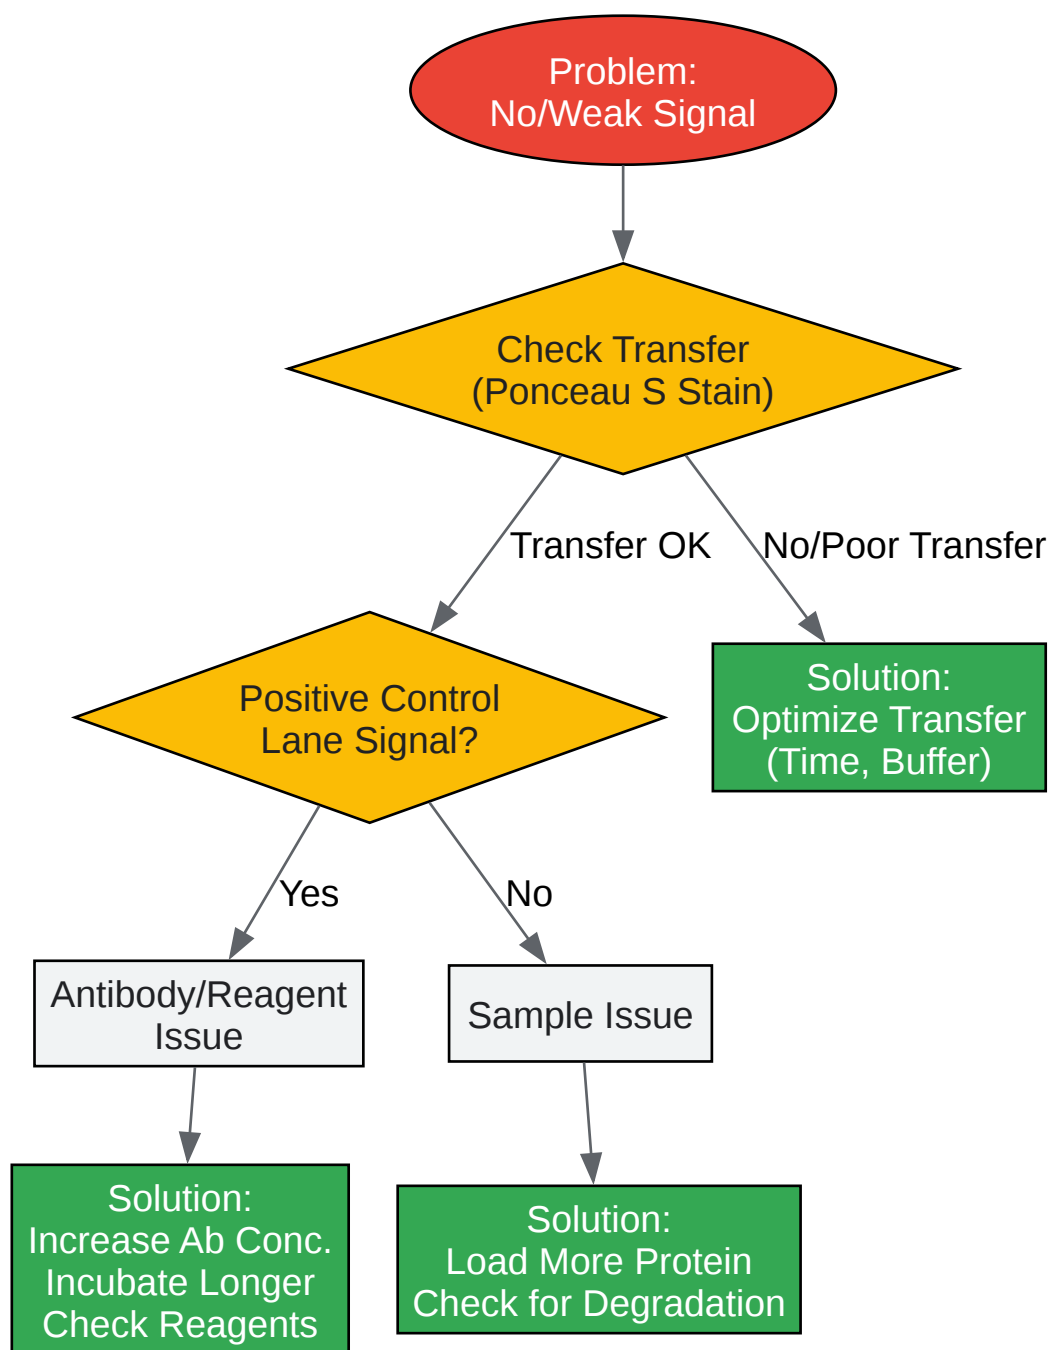 Problem:
No/Weak Signal
Check Transfer
(Ponceau S Stain)
Transfer OK
No/Poor Transfer
Positive Control
Lane Signal?
Solution:
Optimize Transfer
(Time, Buffer)
Yes
No
Antibody/Reagent
Issue
Sample Issue
Solution:
Increase Ab Conc.
Incubate Longer
Check Reagents
Solution:
Load More Protein
Check for Degradation